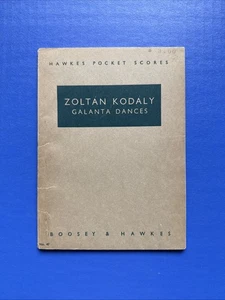 HAWKES POCKET SCORES
ZOLTAN KODALY
GALANTA DANCES
BOOSEY & HAWKES